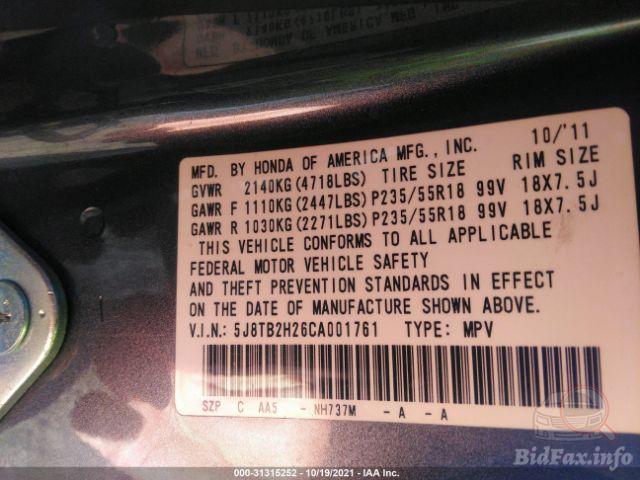 MFD. BY HONDA OF AMERICA MFG., INC. 10/'11
GVWR 2140KG(4718LBS) TIRE SIZE RIM SIZE
GAWR F 1110KG(2447LBS) P235/55R18 99V 18X7.5J
GAWR R 1030KG(2271LBS) P235/55R18 99V 18X7.5J
THIS VEHICLE CONFORMS TO ALL APPLICABLE
FEDERAL MOTOR VEHICLE SAFETY
AND THEFT PREVENTION STANDARDS IN EFFECT
ON THE DATE OF MANUFACTURE SHOWN ABOVE.
V.I.N.: 5J8TB2H26CA001761 TYPE: MPV
SZP C AA5 - NH737M - A - A
000-31315252 - 10/19/2021 - IAA Inc.
BidFax.info